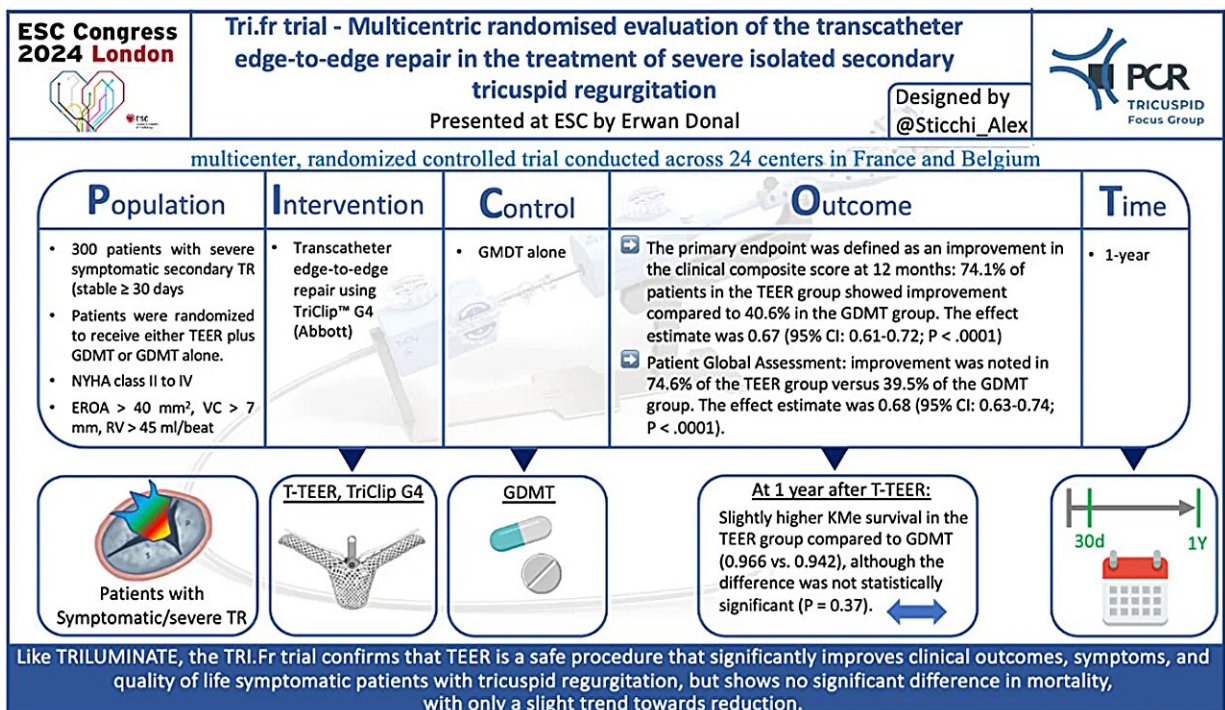 ESC Congress
2024 London
ESC
Tri.fr trial - Multicentric randomised evaluation of the transcatheter
edge-to-edge repair in the treatment of severe isolated secondary
tricuspid regurgitation
Presented at ESC by Erwan Donal
Designed by
@Sticchi_Alex
PCR
TRICUSPID
Focus Group
multicenter, randomized controlled trial conducted across 24 centers in France and Belgium
Population
• 300 patients with severe
symptomatic secondary TR
(stable ≥ 30 days
• Patients were randomized
to receive either TEER plus
GDMT or GDMT alone.
• NYHA class II to IV
• EROA > 40 mm², VC > 7
mm, RV > 45 ml/beat
Intervention
• Transcatheter
edge-to-edge
repair using
TriClip™ G4
(Abbott)
Control
• GMDT alone
Outcome
The primary endpoint was defined as an improvement in
the clinical composite score at 12 months: 74.1% of
patients in the TEER group showed improvement
compared to 40.6% in the GDMT group. The effect
estimate was 0.67 (95% CI: 0.61-0.72; P < .0001)
Patient Global Assessment: improvement was noted in
74.6% of the TEER group versus 39.5% of the GDMT
group. The effect estimate was 0.68 (95% CI: 0.63-0.74;
P < .0001).
Time
• 1-year
Patients with
Symptomatic/severe TR
T-TEER, TriClip G4
GDMT
At 1 year after T-TEER:
Slightly higher KMe survival in the
TEER group compared to GDMT
(0.966 vs. 0.942), although the
difference was not statistically
significant (P = 0.37).
30d
1Y
Like TRILUMINATE, the TRI.Fr trial confirms that TEER is a safe procedure that significantly improves clinical outcomes, symptoms, and
quality of life symptomatic patients with tricuspid regurgitation, but shows no significant difference in mortality,
with only a slight trend towards reduction.